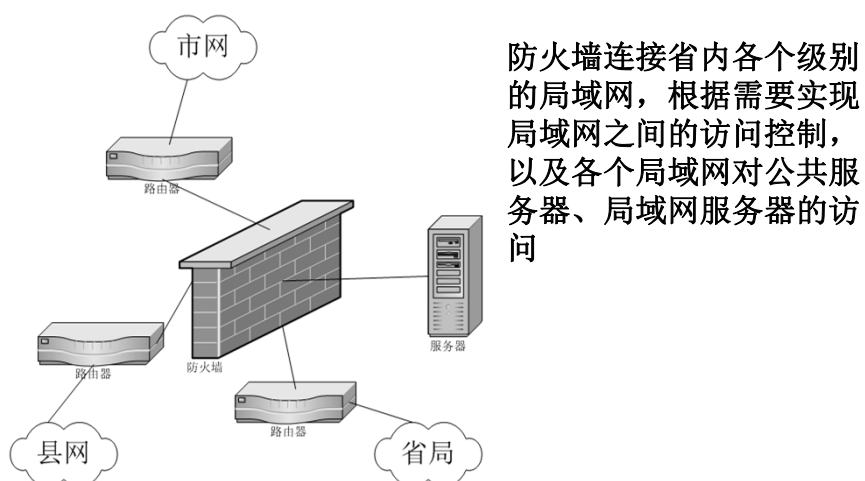 市网
防火墙连接省内各个级别
的局域网，根据需要实现
局域网之间的访问控制，
以及各个局域网对公共服
务器、局域网服务器的访
问
路由器
服务器
防火墙
路由器
路由器
县网
省局